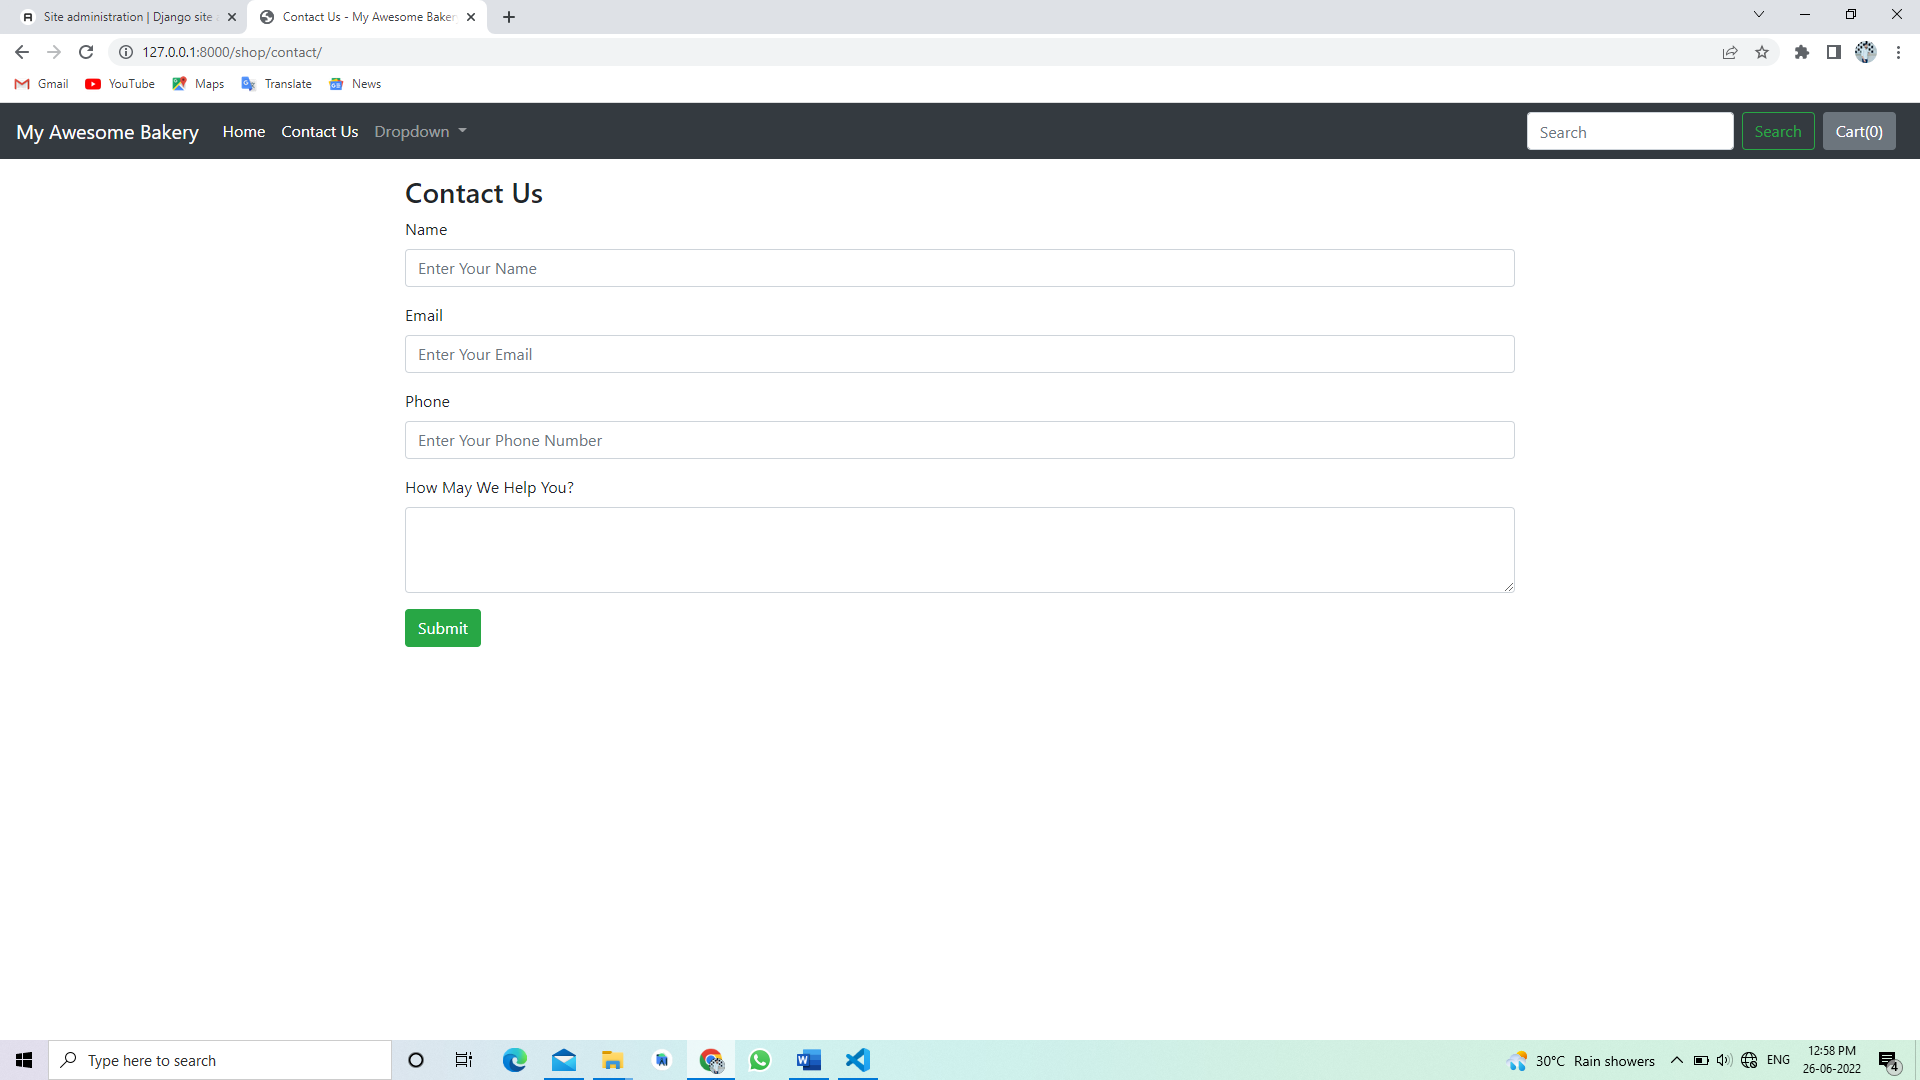 Site administration | Django site
Contact Us - My Awesome Baker
127.0.0.1:8000/shop/contact/
Gmail YouTube Maps Translate News
My Awesome Bakery Home Contact Us Dropdown Search Search Cart(0)
Contact Us
Name
Enter Your Name
Email
Enter Your Email
Phone
Enter Your Phone Number
How May We Help You?
Submit
Type here to search
30°C Rain showers
ENG
12:58 PM
26-06-2022
4